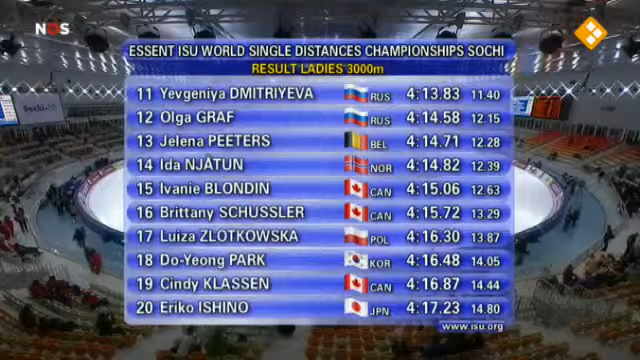 NOS
ESSENT ISU WORLD SINGLE DISTANCES CHAMPIONSHIPS SOCHI
RESULT LADIES 3000m
11 Yevgeniya DMITRIYEVA RUS 4:13.83 11.40
12 Olga GRAF RUS 4:14.58 12.15
13 Jelena PEETERS BEL 4:14.71 12.28
14 Ida NJÅTUN NOR 4:14.82 12.39
15 Ivanie BLONDIN CAN 4:15.06 12.63
16 Brittany SCHUSSLER CAN 4:15.72 13.29
17 Luiza ZLOTKOWSKA POL 4:16.30 13.87
18 Do-Yeong PARK KOR 4:16.48 14.05
19 Cindy KLASSEN CAN 4:16.87 14.44
20 Eriko ISHINO JPN 4:17.23 14.80
www.isu.org